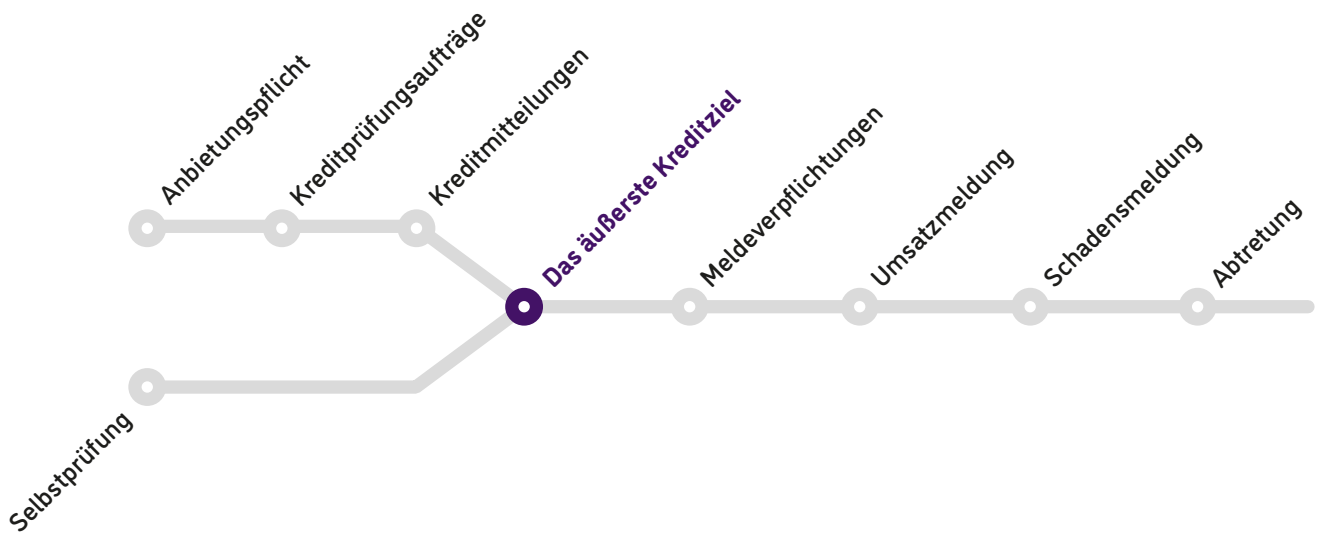 Anbietungspflicht
Kreditprüfungsaufträge
Kreditmitteilungen
Das äußerste Kreditziel
Meldeverpflichtungen
Umsatzmeldung
Schadensmeldung
Abtretung
Selbstprüfung